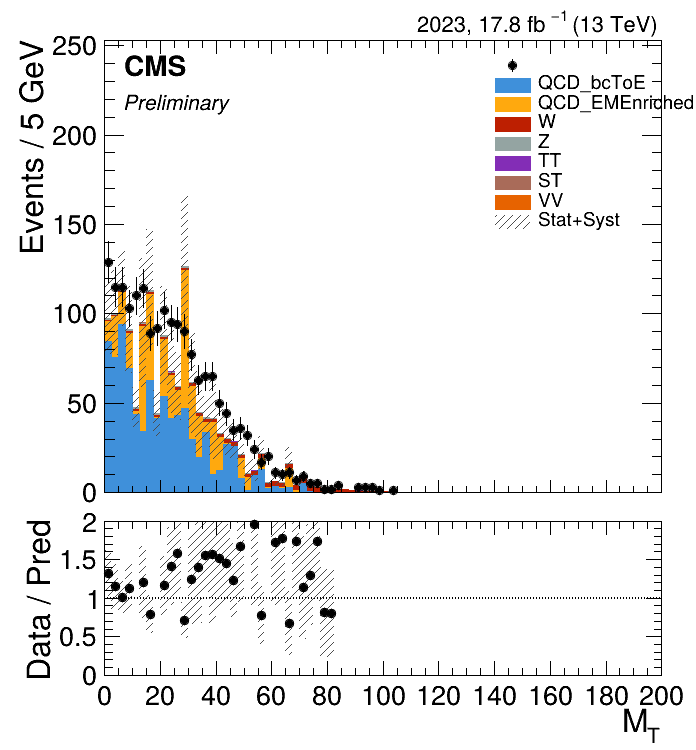 2023, 17.8 fb⁻¹ (13 TeV)
Events / 5 GeV
250
200
150
100
50
0
CMS
Preliminary
QCD_bcToE
QCD_EMEnriched
W
Z
TT
ST
VV
Stat+Syst
Data / Pred
2
1.5
1
0.5
0
0 20 40 60 80 100 120 140 160 180 200
M_T